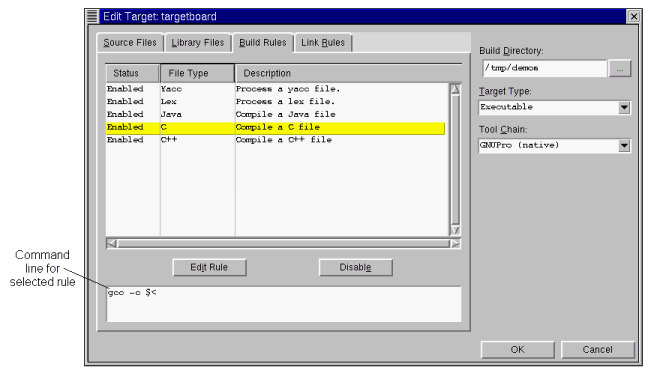 Edit Target: targetboard
Source Files Library Files Build Rules Link Rules
Status File Type Description
Enabled Yacc Process a yacc file.
Enabled Lex Process a lex file.
Enabled Java Compile a Java file
Enabled C Compile a C file
Enabled C++ Compile a C++ file
Edit Rule Disable
Command
line for
selected rule
gcc -c $<
Build Directory:
/tmp/demos ...
Target Type:
Executable
Tool Chain:
GNUPro (native)
OK Cancel